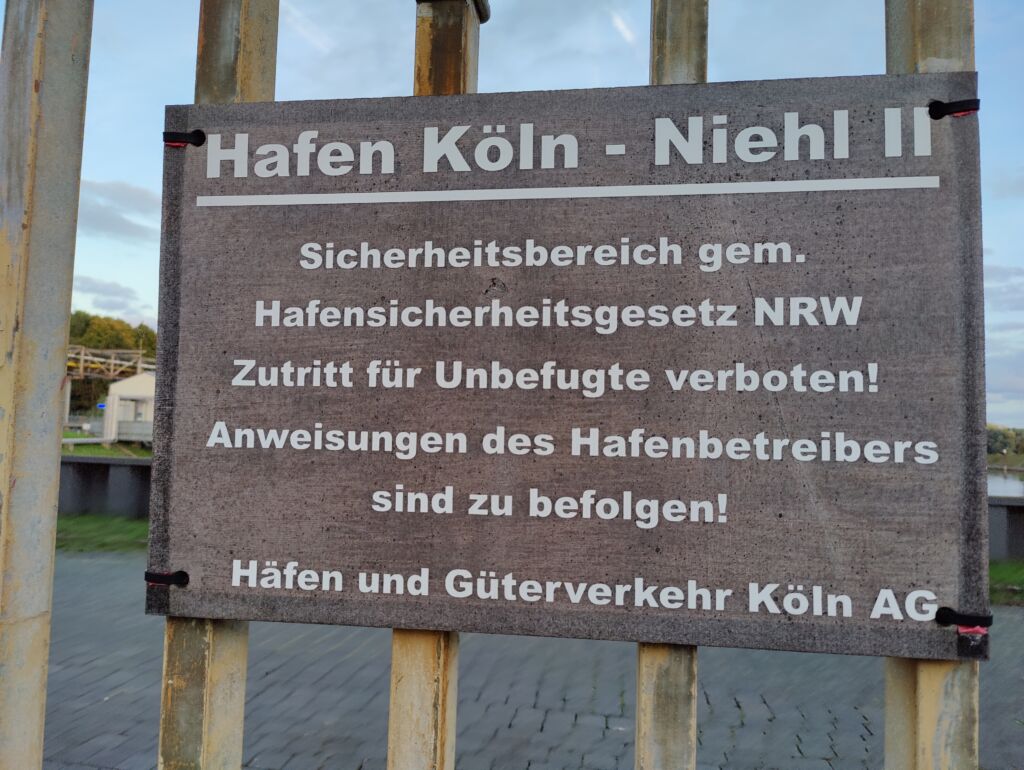 Hafen Köln - Niehl II
Sicherheitsbereich gem.
Hafensicherheitsgesetz NRW
Zutritt für Unbefugte verboten!
Anweisungen des Hafenbetreibers
sind zu befolgen!
Häfen und Güterverkehr Köln AG